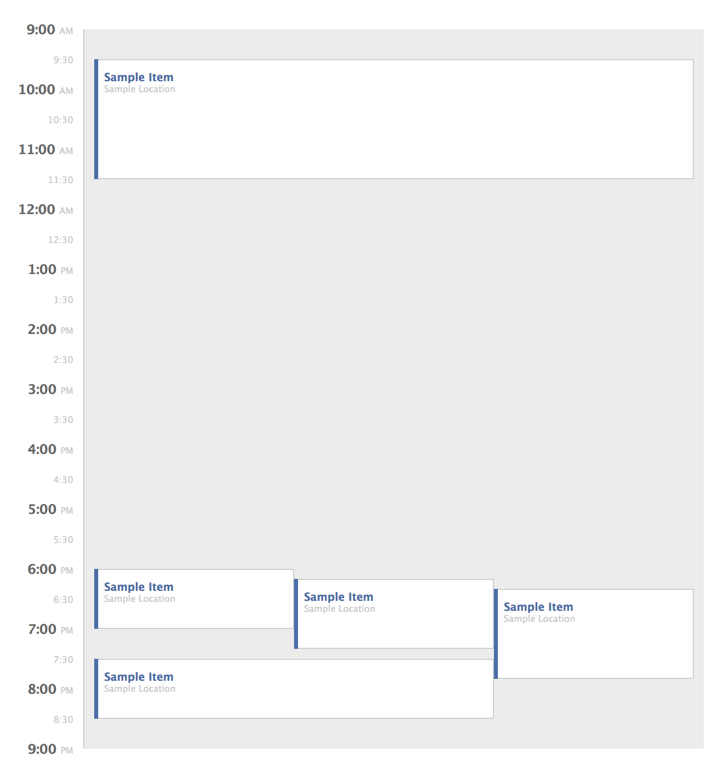 9:00 AM
9:30
Sample Item
Sample Location
10:00 AM
10:30
11:00 AM
11:30
12:00 AM
12:30
1:00 PM
1:30
2:00 PM
2:30
3:00 PM
3:30
4:00 PM
4:30
5:00 PM
5:30
6:00 PM
Sample Item
Sample Location
Sample Item
Sample Location
Sample Item
Sample Location
6:30
7:00 PM
7:30
Sample Item
Sample Location
8:00 PM
8:30
9:00 PM